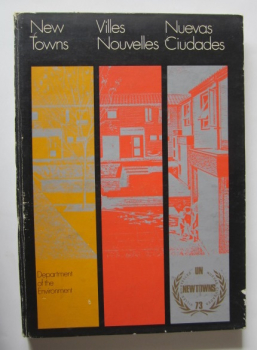 New
Towns
Villes
Nouvelles
Nuevas
Ciudades
Department
of the
Environment
UN
NEW TOWNS
73